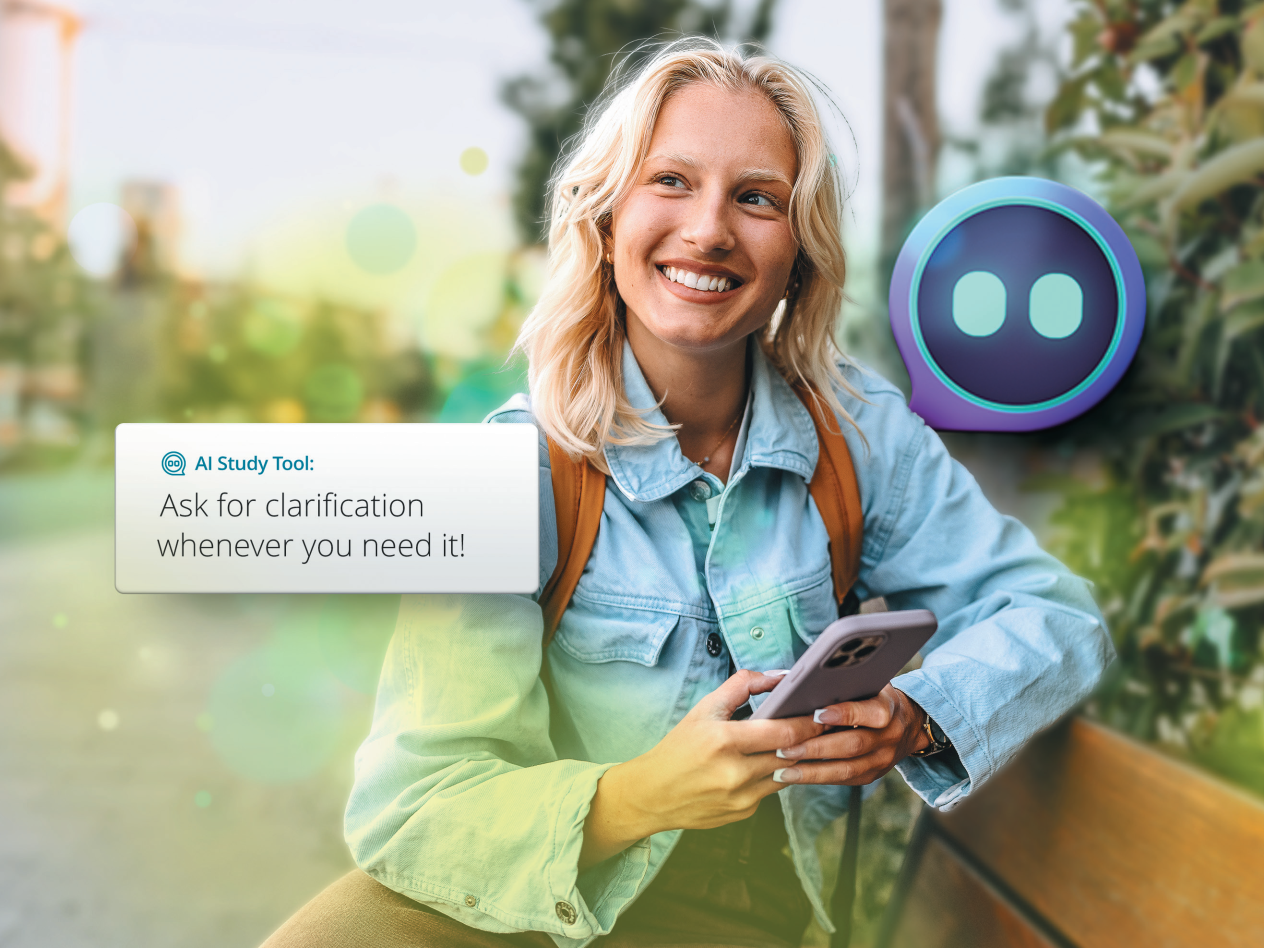 AI Study Tool:
Ask for clarification
whenever you need it!